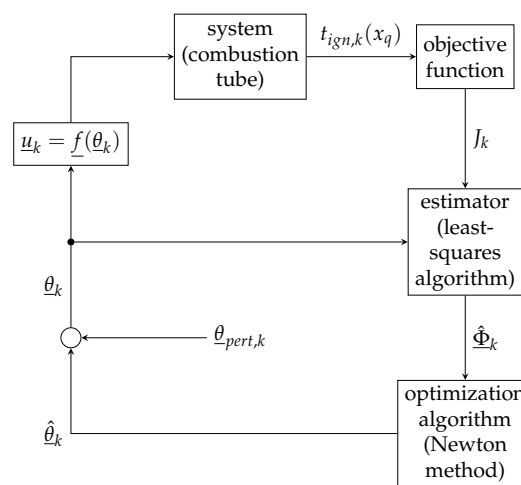 system
(combustion
tube)
t_{ign,k}(x_q)
objective
function
u_k = f(θ_k)
J_k
estimator
(least-
squares
algorithm)
θ_k
θ_{pert,k}
Φ̂_k
θ̂_k
optimization
algorithm
(Newton
method)